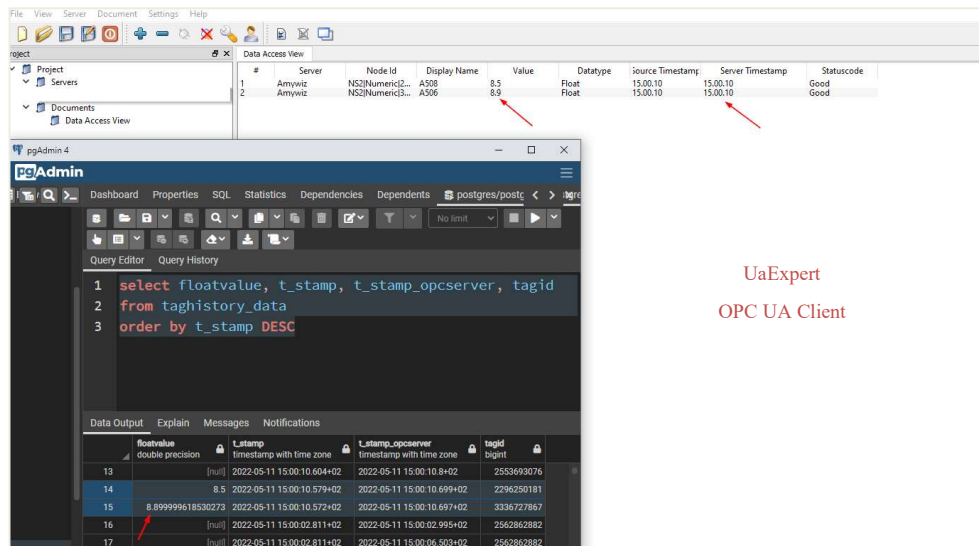 File View Server Document Settings Help
roject
Data Access View
Project
Servers
Documents
Data Access View
# Server Node Id Display Name Value Datatype Source Timestamp Server Timestamp Statuscode
1 Amywiz NS2|Numeric|2... A508 8.5 Float 15.00.10 15.00.10 Good
2 Amywiz NS2|Numeric|3... A506 8.9 Float 15.00.10 15.00.10 Good
pgAdmin 4
pgAdmin
Dashboard Properties SQL Statistics Dependencies Dependents postgres/postg
No limit
Query Editor Query History
1 select floatvalue, t_stamp, t_stamp_opcserver, tagid
2 from taghistory_data
3 order by t_stamp DESC
Data Output Explain Messages Notifications
floatvalue t_stamp t_stamp_opcserver tagid
double precision timestamp with time zone timestamp with time zone bigint
13 [null] 2022-05-11 15:00:10.604+02 2022-05-11 15:00:10.8+02 2553693076
14 8.5 2022-05-11 15:00:10.579+02 2022-05-11 15:00:10.699+02 2296250181
15 8.899999618530273 2022-05-11 15:00:10.572+02 2022-05-11 15:00:10.697+02 3336727867
16 [null] 2022-05-11 15:00:02.811+02 2022-05-11 15:00:02.995+02 2562862882
17 [null] 2022-05-11 15:00:02.811+02 2022-05-11 15:00:06.503+02 2562862882
UaExpert
OPC UA Client